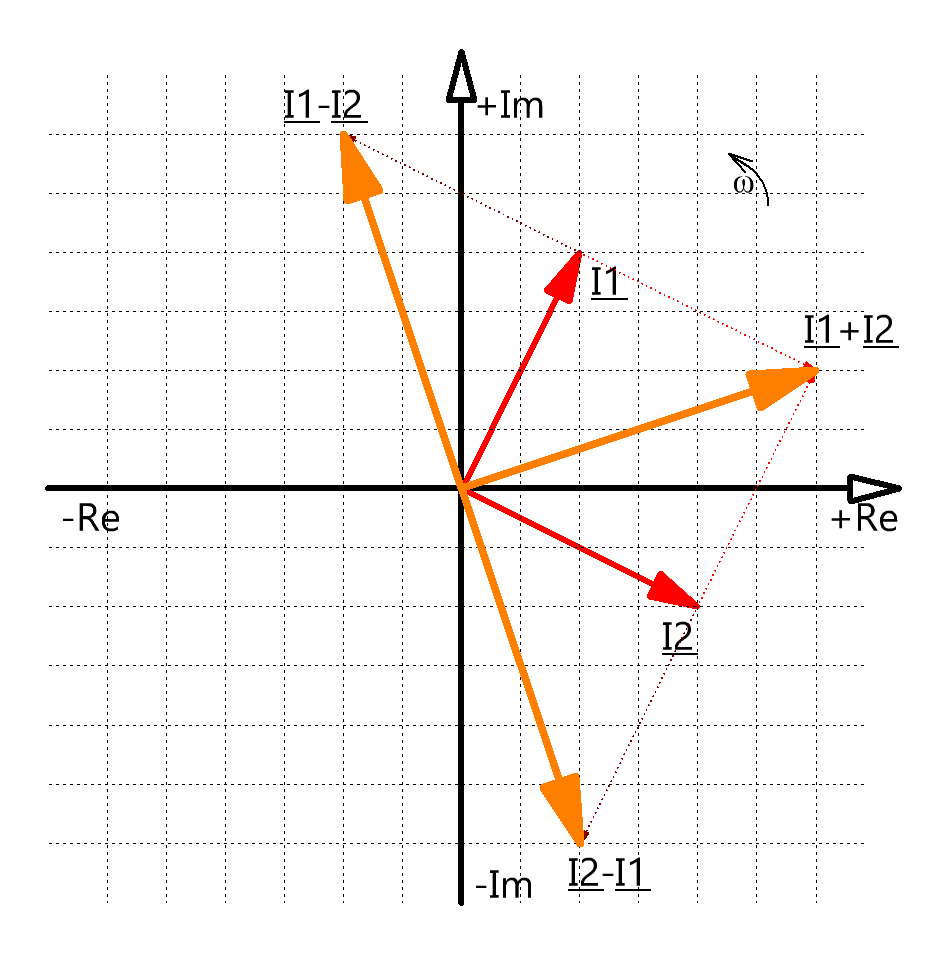 I1-I2
+Im
ω
I1
I1+I2
-Re
+Re
I2
I2-I1
-Im